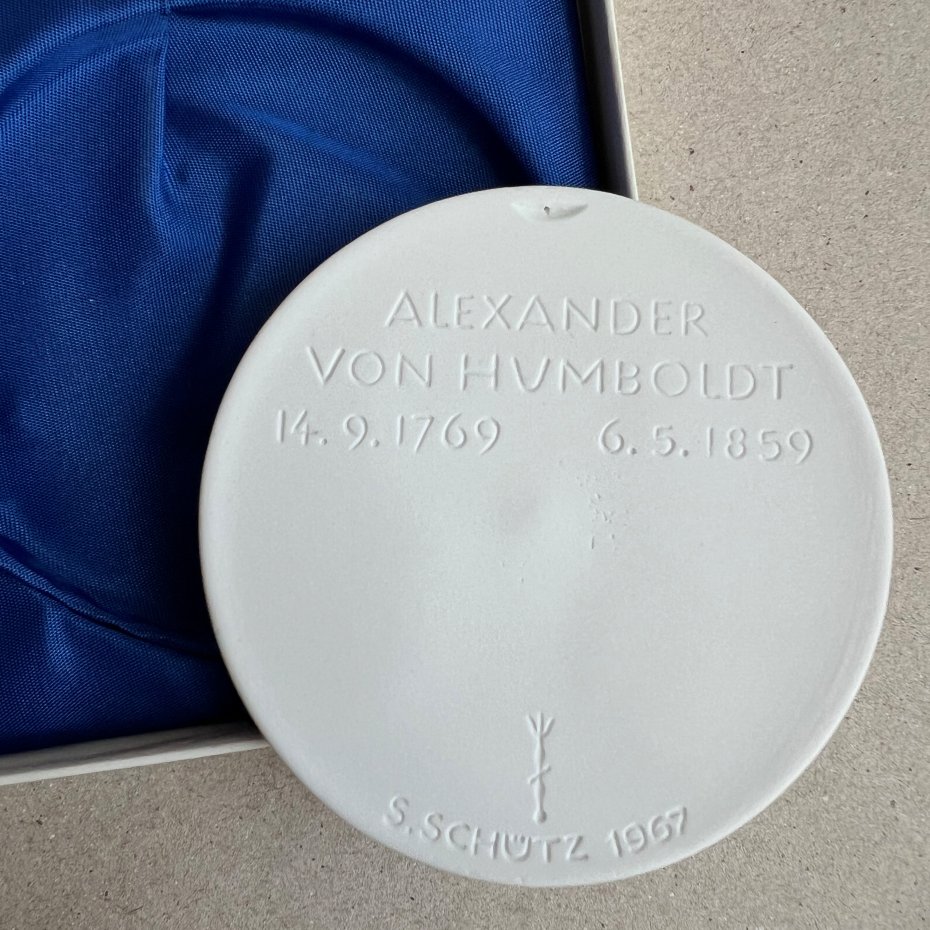 ALEXANDER
VON HUMBOLDT
14. 9. 1769 6. 5. 1859
S. SCHÜTZ 1967